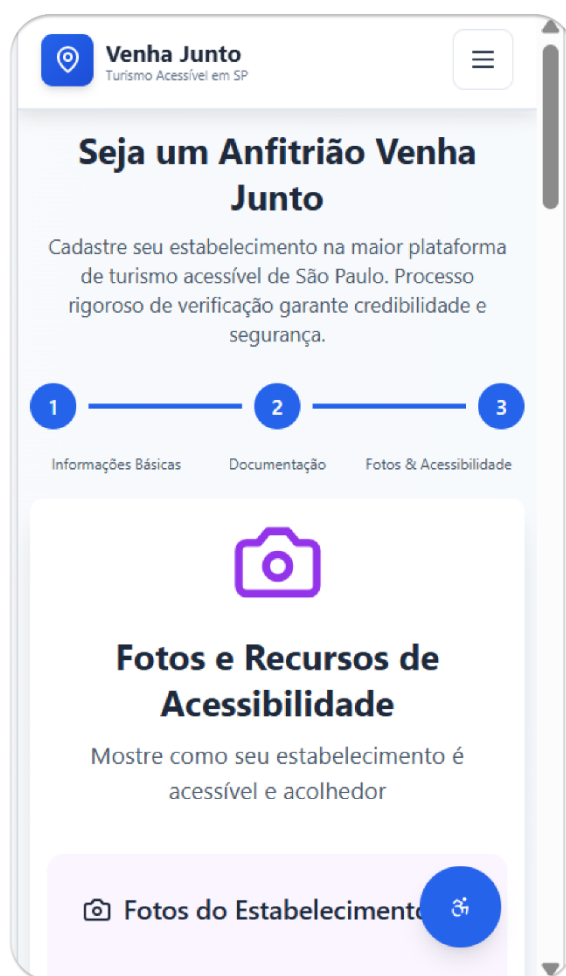 Venha Junto
Turismo Acessível em SP
Seja um Anfitrião Venha
Junto
Cadastre seu estabelecimento na maior plataforma
de turismo acessível de São Paulo. Processo
rigoroso de verificação garante credibilidade e
segurança.
1 2 3
Informações Básicas Documentação Fotos & Acessibilidade
Fotos e Recursos de
Acessibilidade
Mostre como seu estabelecimento é
acessível e acolhedor
Fotos do Estabelecimento